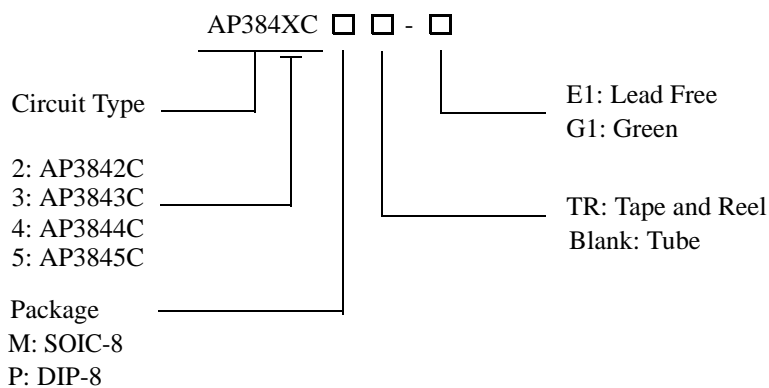 AP384XC □ □ - □
Circuit Type
2: AP3842C
3: AP3843C
4: AP3844C
5: AP3845C
Package
M: SOIC-8
P: DIP-8
E1: Lead Free
G1: Green
TR: Tape and Reel
Blank: Tube